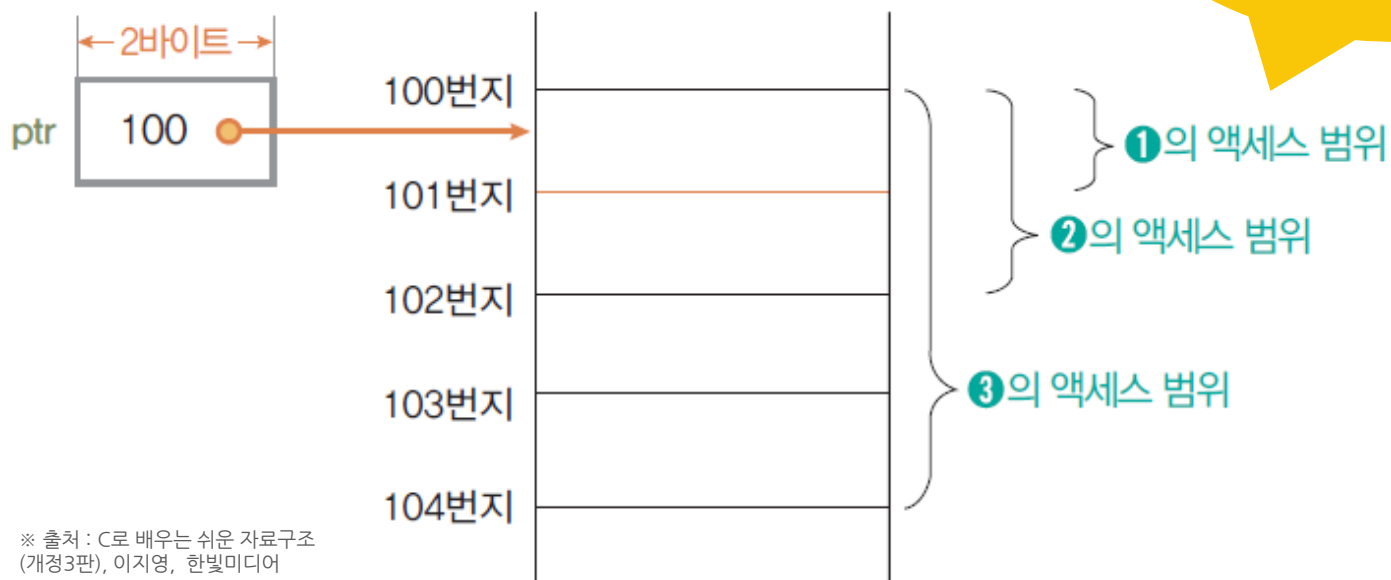 2바이트
ptr 100
100번지
101번지
102번지
103번지
104번지
❶의 액세스 범위
❷의 액세스 범위
❸의 액세스 범위
※ 출처 : C로 배우는 쉬운 자료구조
(개정3판), 이지영, 한빛미디어